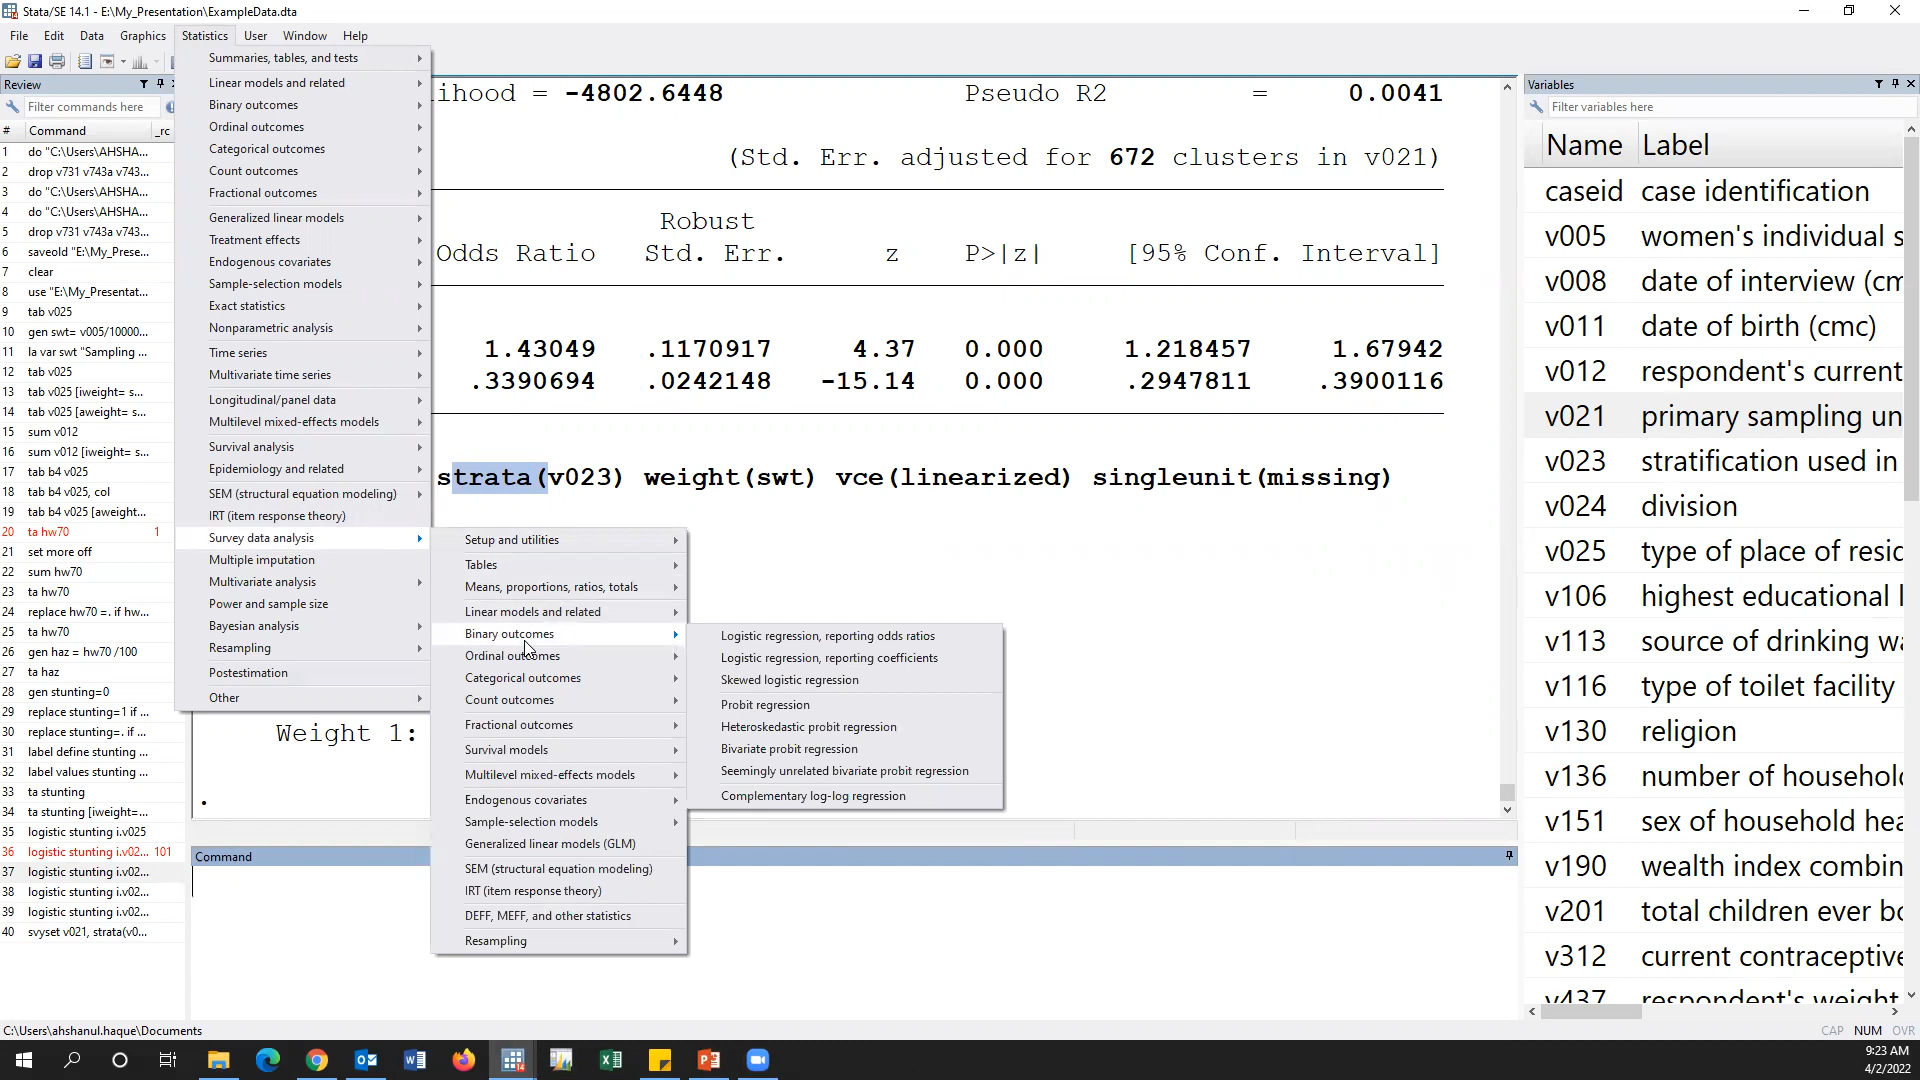 Stata/SE 14.1 - E:\My_Presentation\ExampleData.dta
File Edit Data Graphics Statistics User Window Help
Review
Filter commands here
# Command _rc
1 do "C:\Users\AHSHA...
2 drop v731 v743a v743...
3 do "C:\Users\AHSHA...
4 do "C:\Users\AHSHA...
5 drop v731 v743a v743...
6 saveold "E:\My_Prese...
7 clear
8 use "E:\My_Presentat...
9 tab v025
10 gen swt= v005/10000...
11 la var swt "Sampling ...
12 tab v025
13 tab v025 [iweight= s...
14 tab v025 [aweight= s...
15 sum v012
16 sum v012 [iweight= s...
17 tab b4 v025
18 tab b4 v025, col
19 tab b4 v025 [aweight...
20 ta hw70 1
21 set more off
22 sum hw70
23 ta hw70
24 replace hw70 =. if hw...
25 ta hw70
26 gen haz = hw70 /100
27 ta haz
28 gen stunting=0
29 replace stunting=1 if ...
30 replace stunting=. if ...
31 label define stunting ...
32 label values stunting ...
33 ta stunting
34 ta stunting [iweight=...
35 logistic stunting i.v025
36 logistic stunting i.v02... 101
37 logistic stunting i.v02...
38 logistic stunting i.v02...
39 logistic stunting i.v02...
40 svyset v021, strata(v0...
Summaries, tables, and tests
Linear models and related
Binary outcomes
Ordinal outcomes
Categorical outcomes
Count outcomes
Fractional outcomes
Generalized linear models
Treatment effects
Endogenous covariates
Sample-selection models
Exact statistics
Nonparametric analysis
Time series
Multivariate time series
Longitudinal/panel data
Multilevel mixed-effects models
Survival analysis
Epidemiology and related
SEM (structural equation modeling)
IRT (item response theory)
Survey data analysis
Multiple imputation
Multivariate analysis
Power and sample size
Bayesian analysis
Resampling
Postestimation
Other
Setup and utilities
Tables
Means, proportions, ratios, totals
Linear models and related
Binary outcomes
Ordinal outcomes
Categorical outcomes
Count outcomes
Fractional outcomes
Survival models
Multilevel mixed-effects models
Endogenous covariates
Sample-selection models
Generalized linear models (GLM)
SEM (structural equation modeling)
IRT (item response theory)
DEFF, MEFF, and other statistics
Resampling
Logistic regression, reporting odds ratios
Logistic regression, reporting coefficients
Skewed logistic regression
Probit regression
Heteroskedastic probit regression
Bivariate probit regression
Seemingly unrelated bivariate probit regression
Complementary log-log regression
ihood = -4802.6448 Pseudo R2 = 0.0041
(Std. Err. adjusted for 672 clusters in v021)
Robust
Odds Ratio Std. Err. z P>|z| [95% Conf. Interval]
1.43049 .1170917 4.37 0.000 1.218457 1.67942
.3390694 .0242148 -15.14 0.000 .2947811 .3900116
strata(v023) weight(swt) vce(linearized) singleunit(missing)
Weight 1:
.
Command
Variables
Filter variables here
Name Label
caseid case identification
v005 women's individual s
v008 date of interview (cm
v011 date of birth (cmc)
v012 respondent's current
v021 primary sampling un
v023 stratification used in
v024 division
v025 type of place of resid
v106 highest educational l
v113 source of drinking wa
v116 type of toilet facility
v130 religion
v136 number of househol
v151 sex of household hea
v190 wealth index combin
v201 total children ever bo
v312 current contraceptive
v437 respondent's weight
C:\Users\ahshanul.haque\Documents
CAP NUM OVR
9:23 AM
4/2/2022